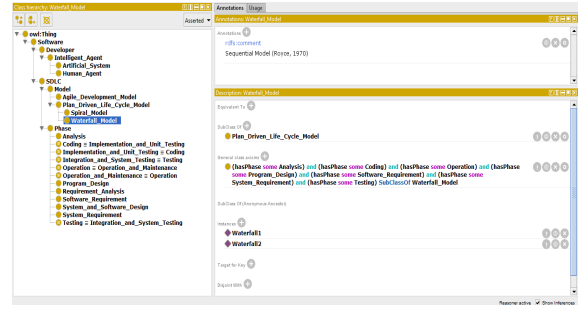 Class hierarchy: Waterfall_Model
Asserted
owl:Thing
Software
Developer
Intelligent_Agent
Artificial_System
Human_Agent
SDLC
Model
Agile_Development_Model
Plan_Driven_Life_Cycle_Model
Spiral_Model
Waterfall_Model
Phase
Analysis
Coding ≡ Implementation_and_Unit_Testing
Implementation_and_Unit_Testing ≡ Coding
Integration_and_System_Testing ≡ Testing
Operation ≡ Operation_and_Maintenance
Operation_and_Maintenance ≡ Operation
Program_Design
Requirement_Analysis
Software_Requirement
System_and_Software_Design
System_Requirement
Testing ≡ Integration_and_System_Testing
Annotations Usage
Annotations: Waterfall_Model
Annotations
rdfs:comment
Sequential Model (Royce, 1970)
Description: Waterfall_Model
Equivalent To
SubClass Of
Plan_Driven_Life_Cycle_Model
General class axioms
(hasPhase some Analysis) and (hasPhase some Coding) and (hasPhase some Operation) and (hasPhase
some Program_Design) and (hasPhase some Software_Requirement) and (hasPhase some
System_Requirement) and (hasPhase some Testing) SubClassOf Waterfall_Model
SubClass Of (Anonymous Ancestor)
Instances
Waterfall1
Waterfall2
Target for Key
Disjoint With
Reasoner active Show Inferences